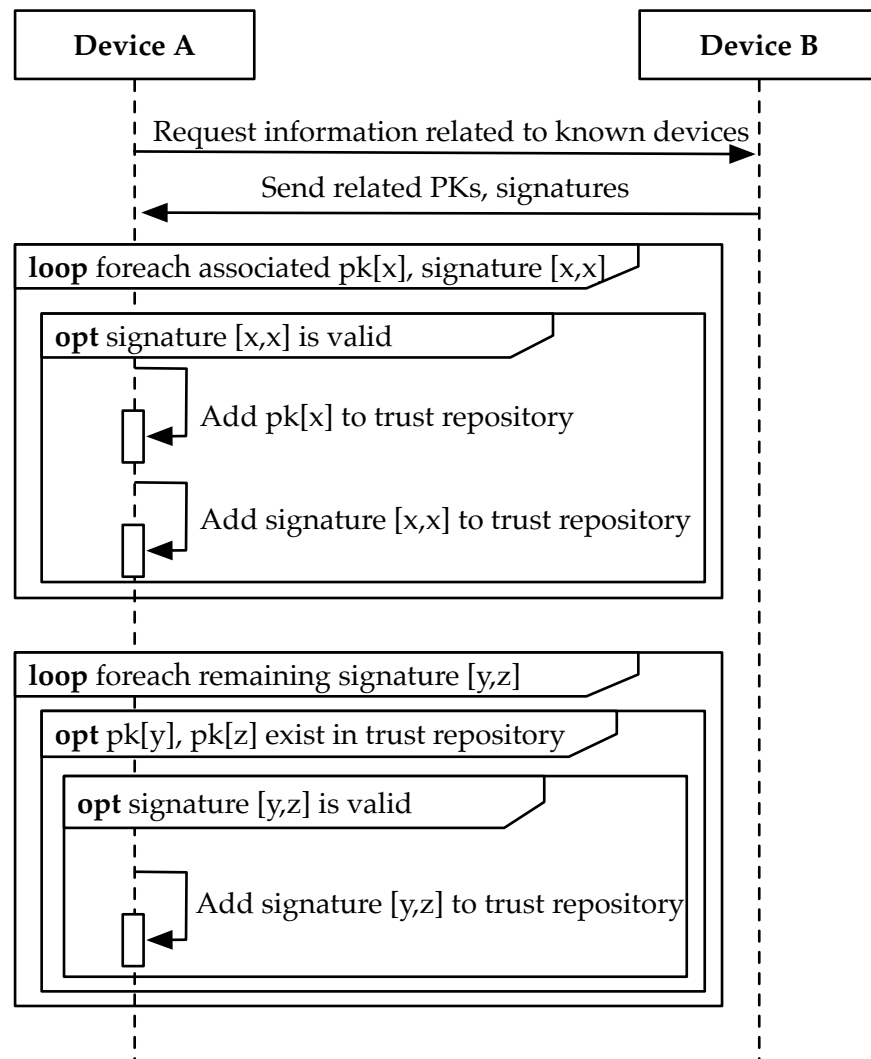 Device A
Device B
Request information related to known devices
Send related PKs, signatures
loop foreach associated pk[x], signature [x,x]
opt signature [x,x] is valid
Add pk[x] to trust repository
Add signature [x,x] to trust repository
loop foreach remaining signature [y,z]
opt pk[y], pk[z] exist in trust repository
opt signature [y,z] is valid
Add signature [y,z] to trust repository